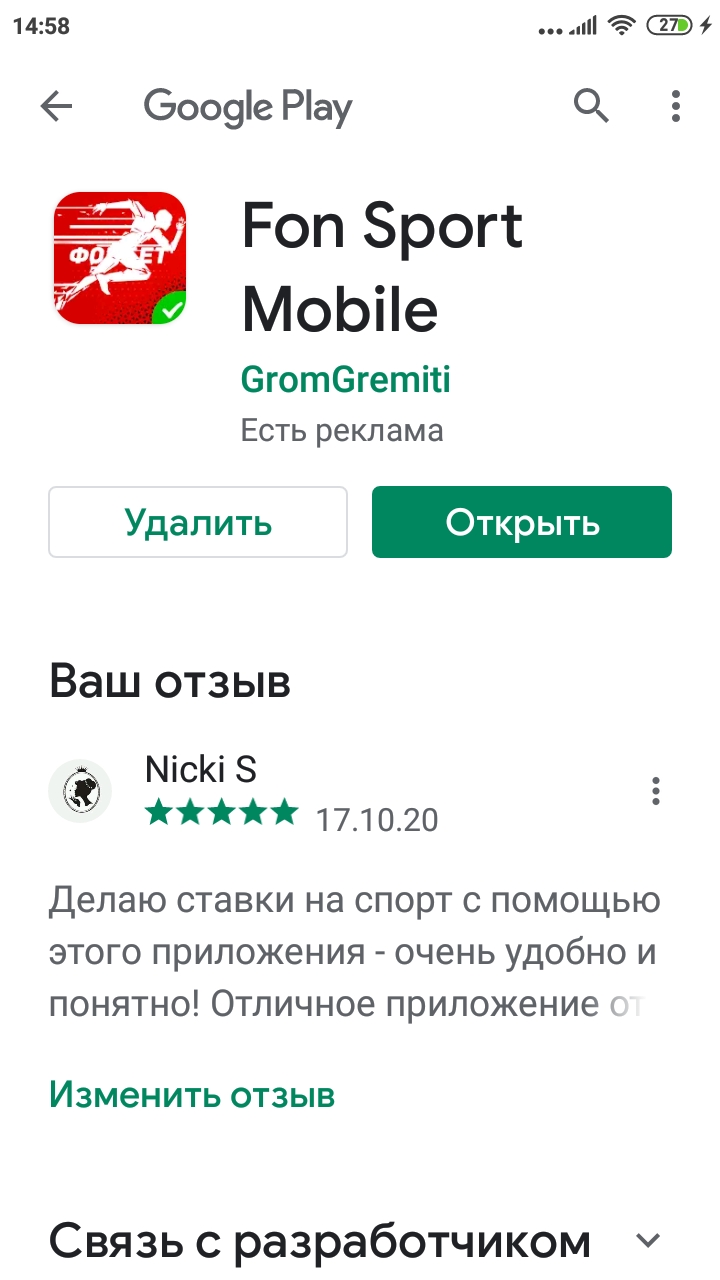 14:58
27
Google Play
Fon Sport
Mobile
GromGremiti
Есть реклама
Удалить
Открыть
Ваш отзыв
Nicki S
17.10.20
Делаю ставки на спорт с помощью
этого приложения - очень удобно и
понятно! Отличное приложение от
Изменить отзыв
Связь с разработчиком